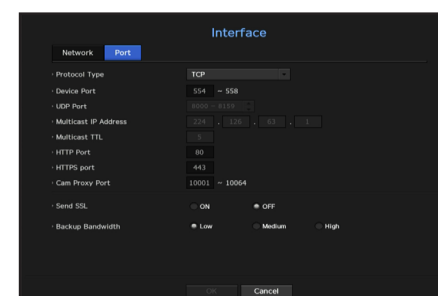 Interface
Network Port
Protocol Type TCP
Device Port 554 ~ 558
UDP Port 8000 ~ 8159
Multicast IP Address 224 . 126 . 63 . 1
Multicast TTL 5
HTTP Port 80
HTTPS port 443
Cam Proxy Port 10001 ~ 10064
Send SSL ON OFF
Backup Bandwidth Low Medium High
OK Cancel